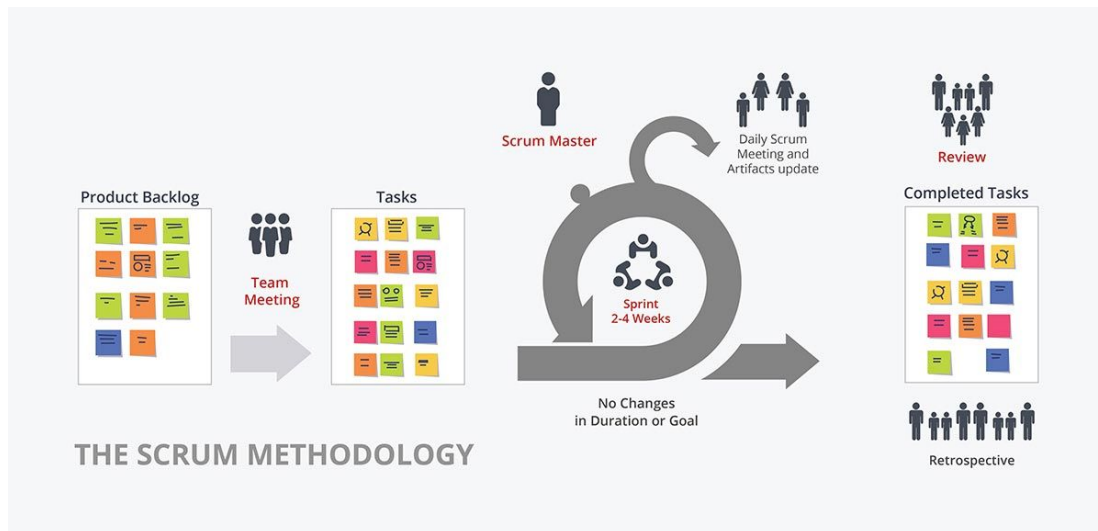 Scrum Master
Daily Scrum
Meeting and
Artifacts update
Review
Product Backlog
Team
Meeting
Tasks
Sprint
2-4 Weeks
Completed Tasks
No Changes
in Duration or Goal
THE SCRUM METHODOLOGY
Retrospective